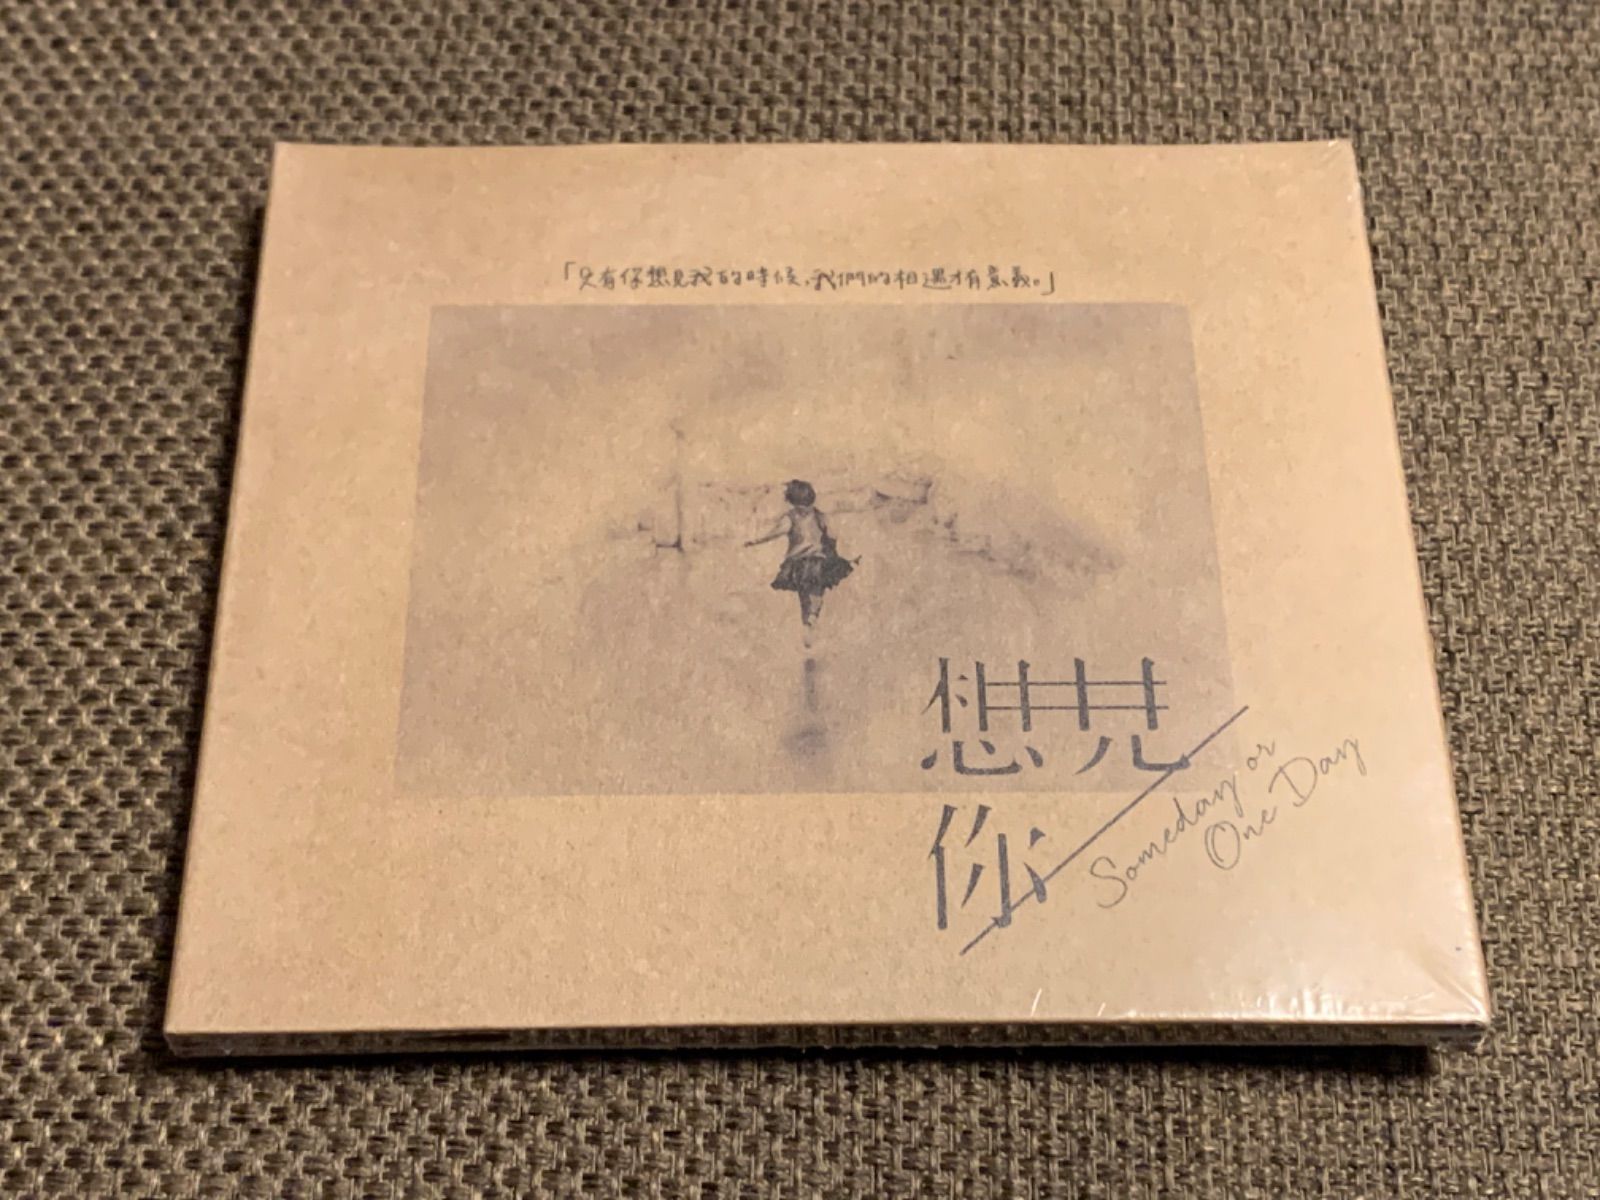 「只有你想見我的時候，我們的相遇才有意義。」
想見
你
Someday or
One Day